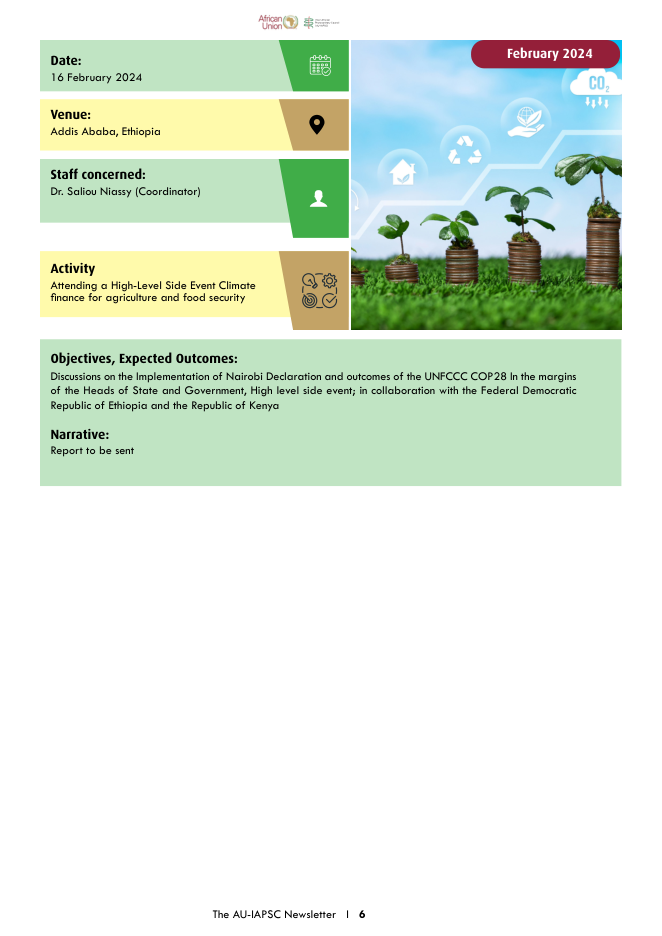 African
Union
February 2024
Date:
16 February 2024
CO2
Venue:
Addis Ababa, Ethiopia
Staff concerned:
Dr. Saliou Niassy (Coordinator)
Activity
Attending a High-Level Side Event Climate
finance for agriculture and food security
Objectives, Expected Outcomes:
Discussions on the Implementation of Nairobi Declaration and outcomes of the UNFCCC COP28 In the margins
of the Heads of State and Government, High level side event; in collaboration with the Federal Democratic
Republic of Ethiopia and the Republic of Kenya
Narrative:
Report to be sent
The AU-IAPSC Newsletter | 6